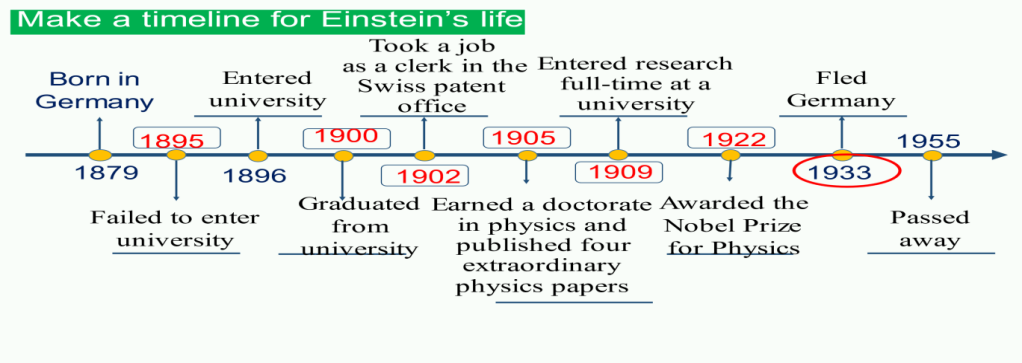 Make a timeline for Einstein's life
Born in
Germany
1879
1895
Failed to enter
university
Entered
university
1896
1900
Graduated
from
university
Took a job
as a clerk in the
Swiss patent
office
1902
1905
Earned a doctorate
in physics and
published four
extraordinary
physics papers
Entered research
full-time at a
university
1909
1922
Awarded the
Nobel Prize
for Physics
Fled
Germany
1933
1955
Passed
away